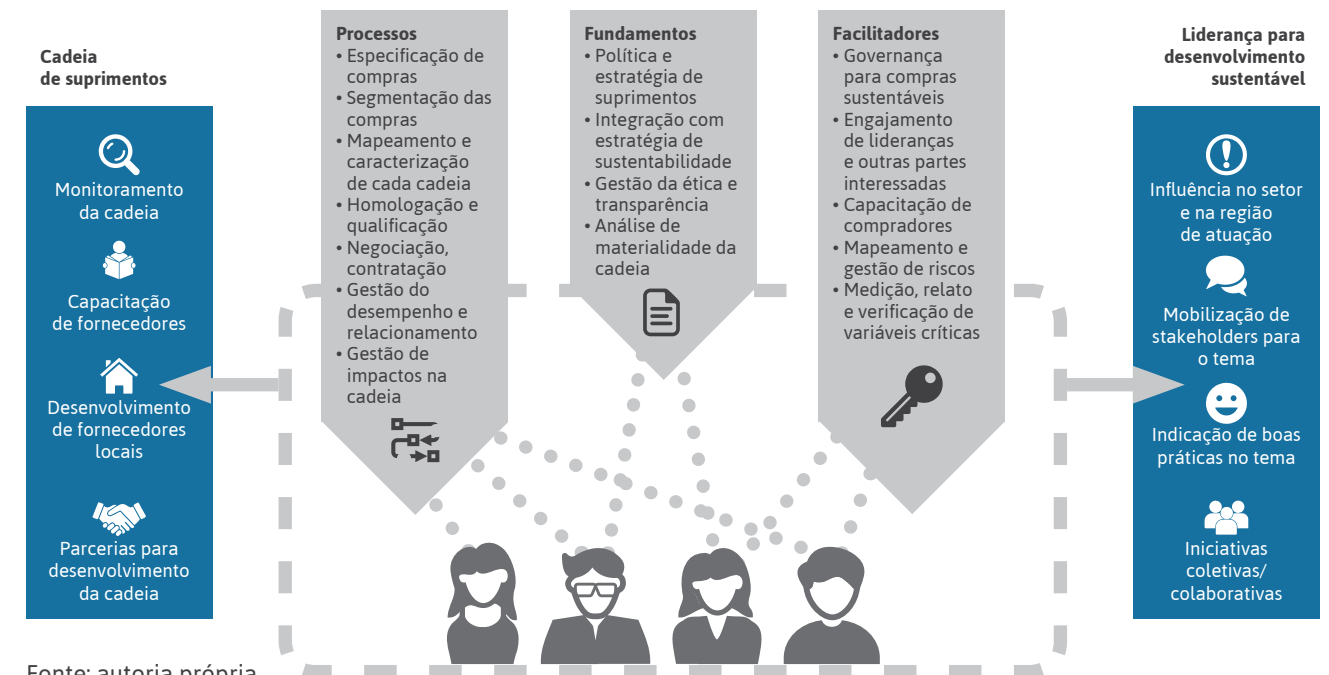 Cadeia
de suprimentos
Monitoramento
da cadeia
Capacitação
de fornecedores
Desenvolvimento
de fornecedores
locais
Parcerias para
desenvolvimento
da cadeia
Processos
• Especificação de
compras
• Segmentação das
compras
• Mapeamento e
caracterização
de cada cadeia
• Homologação e
qualificação
• Negociação,
contratação
• Gestão do
desempenho e
relacionamento
• Gestão de
impactos na
cadeia
Fundamentos
• Política e
estratégia de
suprimentos
• Integração com
estratégia de
sustentabilidade
• Gestão da ética e
transparência
• Análise de
materialidade da
cadeia
Facilitadores
• Governança
para compras
sustentáveis
• Engajamento
de lideranças
e outras partes
interessadas
• Capacitação de
compradores
• Mapeamento e
gestão de riscos
• Medição, relato
e verificação de
variáveis críticas
Liderança para
desenvolvimento
sustentável
Influência no setor
e na região
de atuação
Mobilização de
stakeholders para
o tema
Indicação de boas
práticas no tema
Iniciativas
coletivas/
colaborativas
Fonte: autoria própria